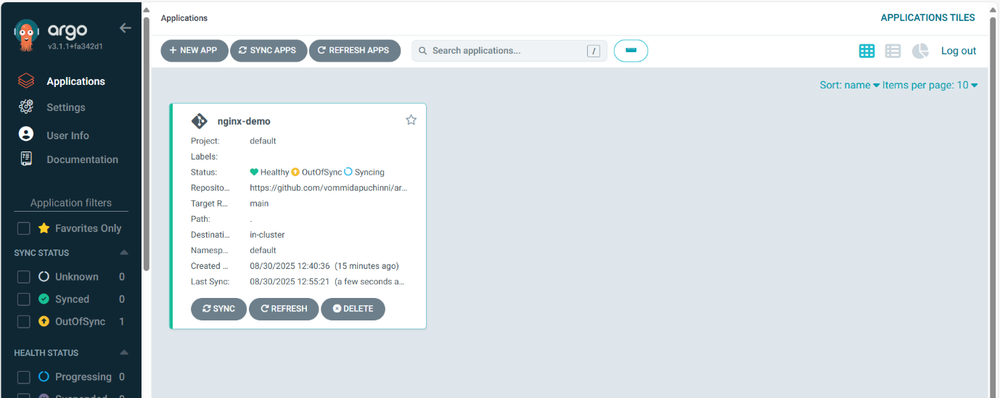 argo
v3.1.1+fa342d1
Applications
Settings
User Info
Documentation
Application filters
Favorites Only
SYNC STATUS
Unknown 0
Synced 0
OutOfSync 1
HEALTH STATUS
Progressing 0
Applications
APPLICATIONS TILES
+ NEW APP SYNC APPS REFRESH APPS Search applications... / Log out
Sort: name Items per page: 10
nginx-demo
Project: default
Labels:
Status: Healthy OutOfSync Syncing
Reposito... https://github.com/vommidapuchinni/ar...
Target R... main
Path: .
Destinati... in-cluster
Namesp... default
Created ... 08/30/2025 12:40:36 (15 minutes ago)
Last Sync: 08/30/2025 12:55:21 (a few seconds a...
SYNC REFRESH DELETE